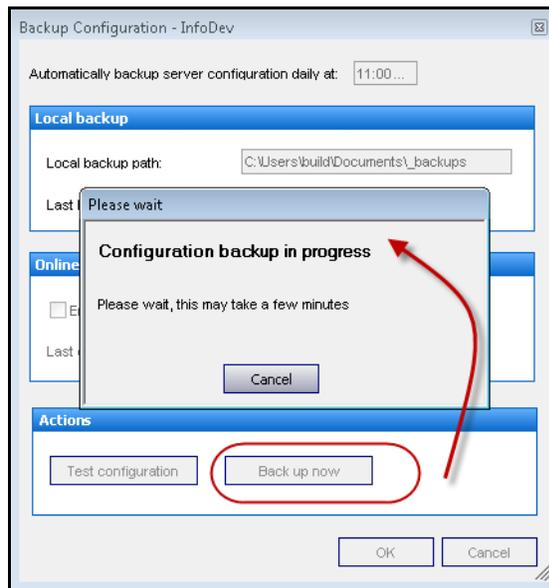 Backup Configuration - InfoDev
Automatically backup server configuration daily at: 11:00...
Local backup
Local backup path: C:\Users\build\Documents\_backups
Last
Please wait
Configuration backup in progress
Online
Please wait, this may take a few minutes
Last
Cancel
Actions
Test configuration Back up now
OK Cancel